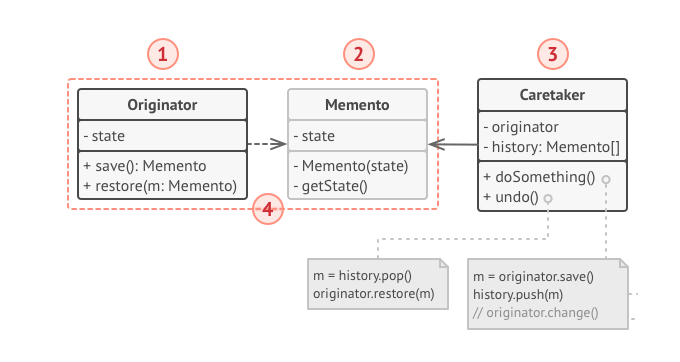 1
2
3
Originator
- state
+ save(): Memento
+ restore(m: Memento)
Memento
- state
- Memento(state)
- getState()
Caretaker
- originator
- history: Memento[]
+ doSomething()
+ undo()
4
m = history.pop()
originator.restore(m)
m = originator.save()
history.push(m)
// originator.change()